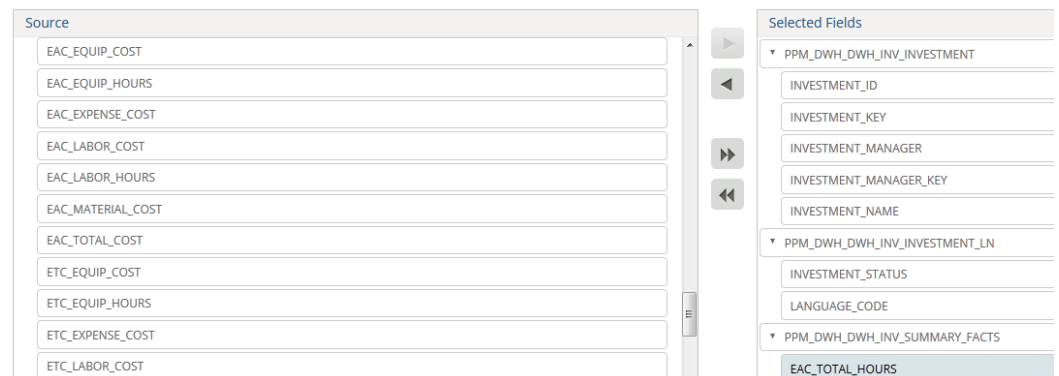 Source
EAC_EQUIP_COST
EAC_EQUIP_HOURS
EAC_EXPENSE_COST
EAC_LABOR_COST
EAC_LABOR_HOURS
EAC_MATERIAL_COST
EAC_TOTAL_COST
ETC_EQUIP_COST
ETC_EQUIP_HOURS
ETC_EXPENSE_COST
ETC_LABOR_COST
Selected Fields
PPM_DWH_DWH_INV_INVESTMENT
INVESTMENT_ID
INVESTMENT_KEY
INVESTMENT_MANAGER
INVESTMENT_MANAGER_KEY
INVESTMENT_NAME
PPM_DWH_DWH_INV_INVESTMENT_LN
INVESTMENT_STATUS
LANGUAGE_CODE
PPM_DWH_DWH_INV_SUMMARY_FACTS
EAC_TOTAL_HOURS